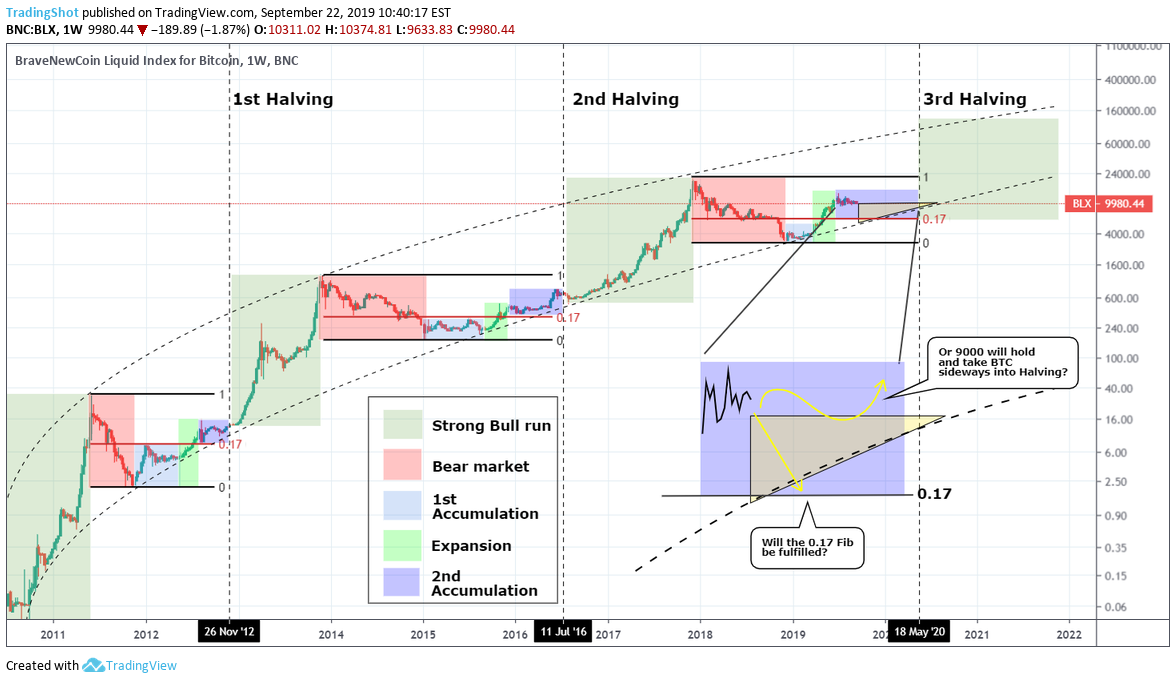 TradingShot published on TradingView.com, September 22, 2019 10:40:17 EST
BNC:BLX, 1W 9980.44 ▼ −189.89 (−1.87%) O:10311.02 H:10374.81 L:9633.83 C:9980.44
BraveNewCoin Liquid Index for Bitcoin, 1W, BNC
1st Halving
2nd Halving
3rd Halving
1100000.00
400000.00
160000.00
60000.00
24000.00
BLX 9980.44
4000.00
1600.00
600.00
240.00
100.00
40.00
16.00
6.00
2.50
0.90
0.35
0.15
0.06
1
0.17
0
1
0.17
0
1
0.17
0
Strong Bull run
Bear market
1st
Accumulation
Expansion
2nd
Accumulation
Or 9000 will hold
and take BTC
sideways into Halving?
0.17
Will the 0.17 Fib
be fulfilled?
2011
2012
26 Nov '12
2014
2015
2016
11 Jul '16
2017
2018
2019
18 May '20
2021
2022
Created with TradingView